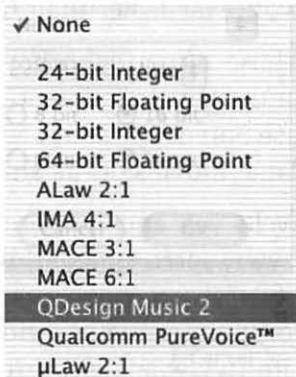 ✓ None
24-bit Integer
32-bit Floating Point
32-bit Integer
64-bit Floating Point
ALaw 2:1
IMA 4:1
MACE 3:1
MACE 6:1
QDesign Music 2
Qualcomm PureVoice™
µLaw 2:1